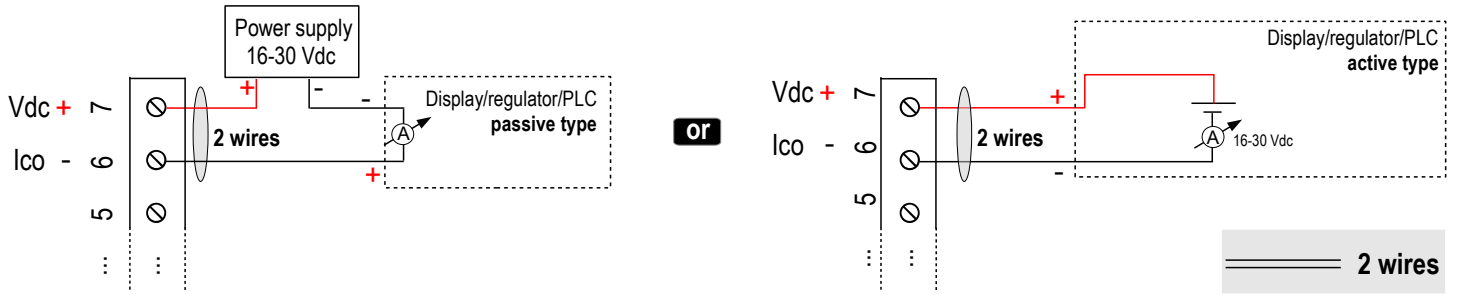 Power supply
16-30 Vdc
+ -
-
Display/regulator/PLC
passive type
Vdc + 7
A
2 wires
Ico - 6
+
5
... ...
or
Display/regulator/PLC
active type
Vdc + 7
+
2 wires
A 16-30 Vdc
Ico - 6
-
5
... ...
2 wires